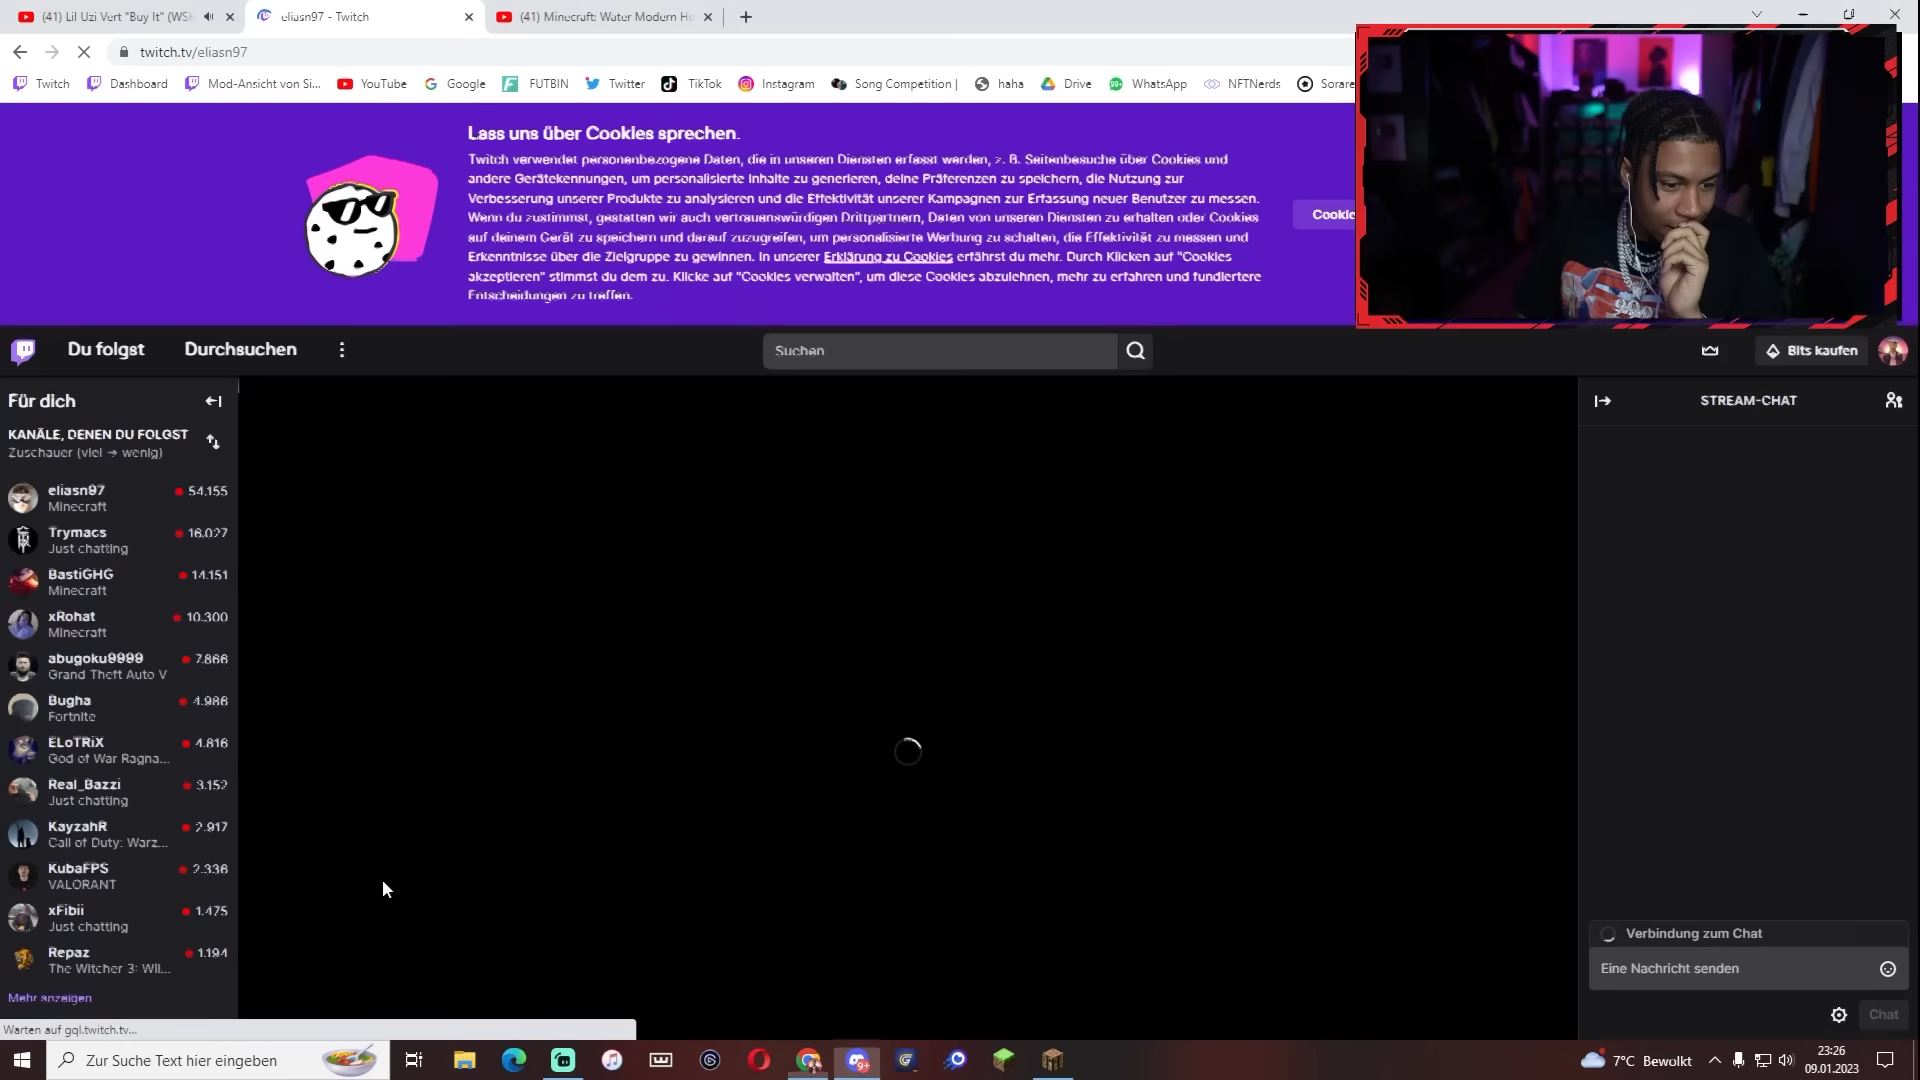 (41) Lil Uzi Vert "Buy It" (WSH
eliasn97 - Twitch
(41) Minecraft: Water Modern Ho
twitch.tv/eliasn97
Twitch
Dashboard
Mod-Ansicht von Si...
YouTube
Google
FUTBIN
Twitter
TikTok
Instagram
Song Competition |
haha
Drive
WhatsApp
NFTNerds
Sorare
Lass uns über Cookies sprechen.
Twitch verwendet personenbezogene Daten, die in unseren Diensten erfasst werden, z. B. Seitenbesuche über Cookies und
andere Gerätekennungen, um personalisierte Inhalte zu generieren, deine Präferenzen zu speichern, die Nutzung zur
Verbesserung unserer Produkte zu analysieren und die Effektivität unserer Kampagnen zur Erfassung neuer Benutzer zu messen.
Wenn du zustimmst, gestatten wir auch vertrauenswürdigen Drittpartnern, Daten von unseren Diensten zu erhalten oder Cookies
auf deinem Gerät zu speichern und darauf zuzugreifen, um personalisierte Werbung zu schalten, die Effektivität zu messen und
Erkenntnisse über die Zielgruppe zu gewinnen. In unserer Erklärung zu Cookies erfährst du mehr. Durch Klicken auf "Cookies
akzeptieren" stimmst du dem zu. Klicke auf "Cookies verwalten", um diese Cookies abzulehnen, mehr zu erfahren und fundiertere
Entscheidungen zu treffen.
Cookie
Du folgst
Durchsuchen
Suchen
Bits kaufen
Für dich
KANÄLE, DENEN DU FOLGST
Zuschauer (viel → wenig)
eliasn97
54.155
Minecraft
Trymacs
16.027
Just chatting
BastiGHG
14.151
Minecraft
xRohat
10.300
Minecraft
abugoku9999
7.866
Grand Theft Auto V
Bugha
4.986
Fortnite
ELoTRiX
4.816
God of War Ragna...
Real_Bazzi
3.152
Just chatting
KayzahR
2.917
Call of Duty: Warz...
KubaFPS
2.336
VALORANT
xFibii
1.475
Just chatting
Repaz
1.194
The Witcher 3: Wil...
Mehr anzeigen
STREAM-CHAT
Verbindung zum Chat
Eine Nachricht senden
Chat
Warten auf gql.twitch.tv...
Zur Suche Text hier eingeben
9+
7°C Bewolkt
23:26
09.01.2023